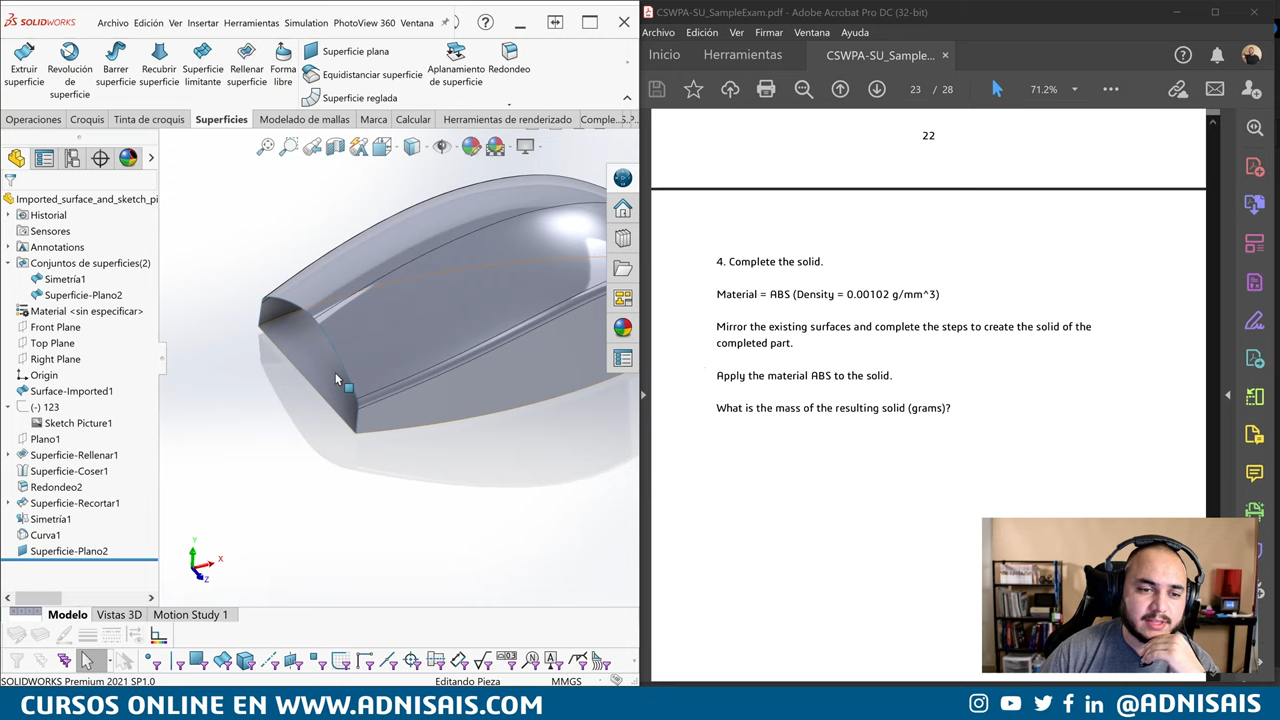 SOLIDWORKS
Archivo Edición Ver Insertar Herramientas Simulation PhotoView 360 Ventana
Extruir superficie
Revolución de superficie
Barrer superficie
Recubrir superficie
Superficie limitante
Rellenar superficie
Forma libre
Superficie plana
Equidistanciar superficie
Superficie reglada
Aplanamiento de superficie
Redondeo
Operaciones Croquis Tinta de croquis Superficies Modelado de mallas Marca Calcular Herramientas de renderizado
Imported_surface_and_sketch_pi
Historial
Sensores
Annotations
Conjuntos de superficies(2)
Simetría1
Superficie-Plano2
Material <sin especificar>
Front Plane
Top Plane
Right Plane
Origin
Surface-Imported1
(-) 123
Sketch Picture1
Plano1
Superficie-Rellenar1
Superficie-Coser1
Redondeo2
Superficie-Recortar1
Simetría1
Curva1
Superficie-Plano2
Y
X
Z
Modelo Vistas 3D Motion Study 1
SOLIDWORKS Premium 2021 SP1.0 Editando Pieza MMGS
CSWPA-SU_SampleExam.pdf - Adobe Acrobat Pro DC (32-bit)
Archivo Edición Ver Firmar Ventana Ayuda
Inicio Herramientas CSWPA-SU_Sample...
23 / 28 71.2%
22
4. Complete the solid.
Material = ABS (Density = 0.00102 g/mm^3)
Mirror the existing surfaces and complete the steps to create the solid of the
completed part.
Apply the material ABS to the solid.
What is the mass of the resulting solid (grams)?
CURSOS ONLINE EN WWW.ADNISAIS.COM @ADNISAIS